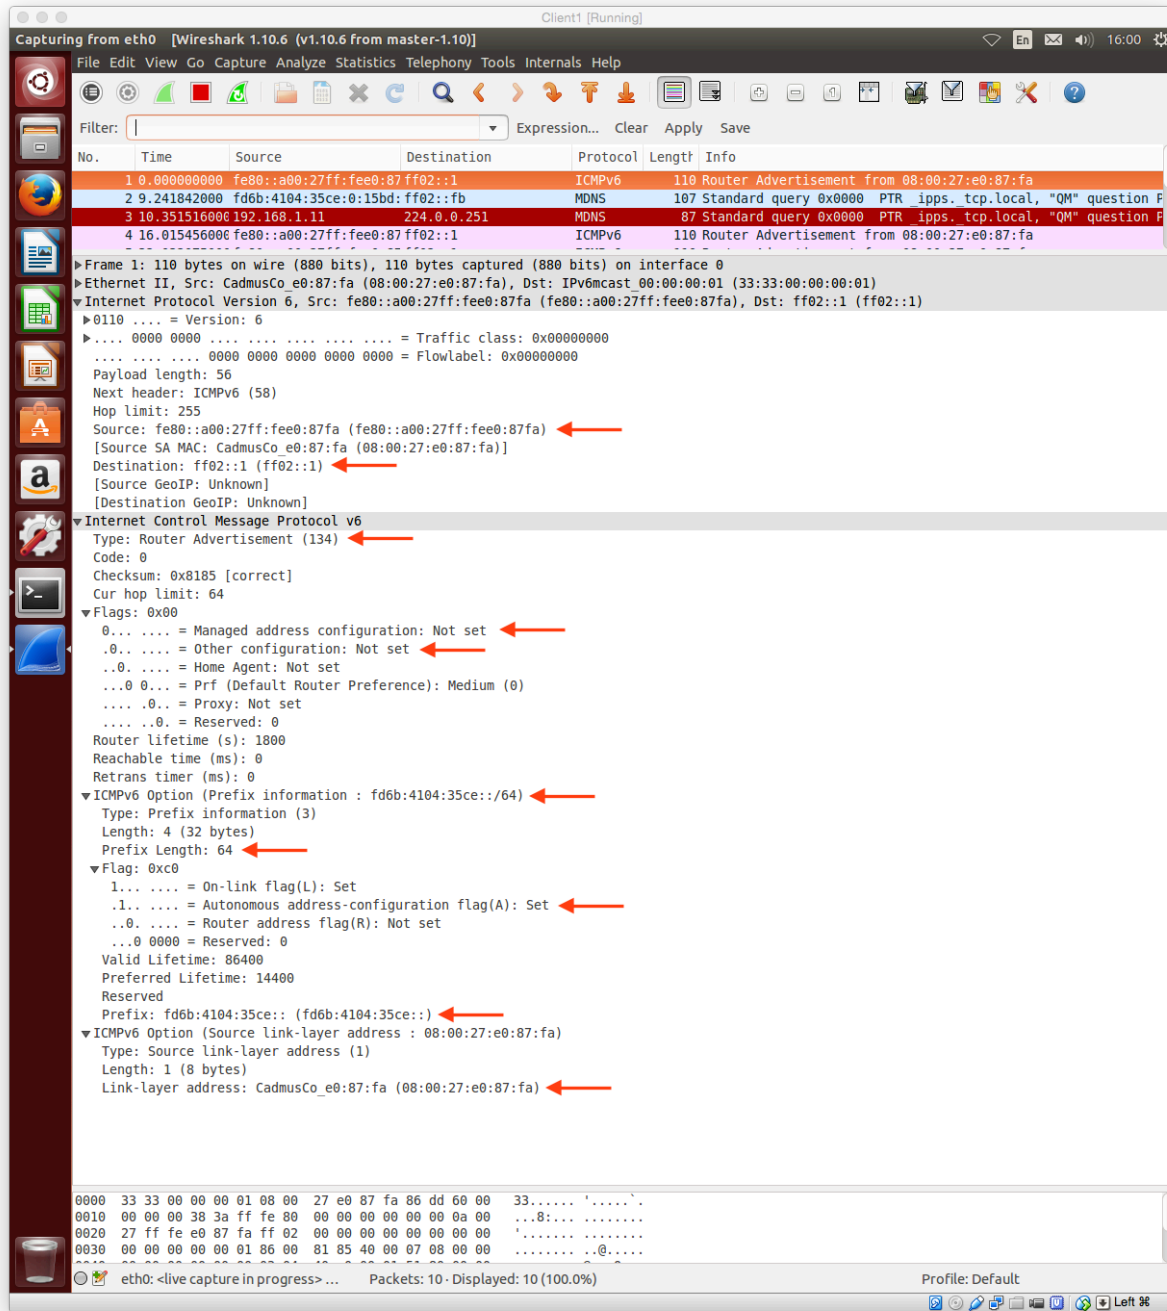 Client1 [Running]
Capturing from eth0 [Wireshark 1.10.6 (v1.10.6 from master-1.10)]
En 16:00
File Edit View Go Capture Analyze Statistics Telephony Tools Internals Help
Filter: Expression... Clear Apply Save
No. Time Source Destination Protocol Length Info
1 0.000000000 fe80::a00:27ff:fee0:87 ff02::1 ICMPv6 110 Router Advertisement from 08:00:27:e0:87:fa
2 9.241842000 fd6b:4104:35ce:0:15bd: ff02::fb MDNS 107 Standard query 0x0000 PTR _ipps._tcp.local, "QM" question P
3 10.351516000 192.168.1.11 224.0.0.251 MDNS 87 Standard query 0x0000 PTR _ipps._tcp.local, "QM" question P
4 16.015456000 fe80::a00:27ff:fee0:87 ff02::1 ICMPv6 110 Router Advertisement from 08:00:27:e0:87:fa
Frame 1: 110 bytes on wire (880 bits), 110 bytes captured (880 bits) on interface 0
Ethernet II, Src: CadmusCo_e0:87:fa (08:00:27:e0:87:fa), Dst: IPv6mcast_00:00:00:01 (33:33:00:00:00:01)
Internet Protocol Version 6, Src: fe80::a00:27ff:fee0:87fa (fe80::a00:27ff:fee0:87fa), Dst: ff02::1 (ff02::1)
0110 .... = Version: 6
.... 0000 0000 .... .... .... .... .... = Traffic class: 0x00000000
.... .... .... 0000 0000 0000 0000 0000 = Flowlabel: 0x00000000
Payload length: 56
Next header: ICMPv6 (58)
Hop limit: 255
Source: fe80::a00:27ff:fee0:87fa (fe80::a00:27ff:fee0:87fa)
[Source SA MAC: CadmusCo_e0:87:fa (08:00:27:e0:87:fa)]
Destination: ff02::1 (ff02::1)
[Source GeoIP: Unknown]
[Destination GeoIP: Unknown]
Internet Control Message Protocol v6
Type: Router Advertisement (134)
Code: 0
Checksum: 0x8185 [correct]
Cur hop limit: 64
Flags: 0x00
0... .... = Managed address configuration: Not set
.0.. .... = Other configuration: Not set
..0. .... = Home Agent: Not set
...0 0... = Prf (Default Router Preference): Medium (0)
.... .0.. = Proxy: Not set
.... ..0. = Reserved: 0
Router lifetime (s): 1800
Reachable time (ms): 0
Retrans timer (ms): 0
ICMPv6 Option (Prefix information : fd6b:4104:35ce::/64)
Type: Prefix information (3)
Length: 4 (32 bytes)
Prefix Length: 64
Flag: 0xc0
1... .... = On-link flag(L): Set
.1.. .... = Autonomous address-configuration flag(A): Set
..0. .... = Router address flag(R): Not set
...0 0000 = Reserved: 0
Valid Lifetime: 86400
Preferred Lifetime: 14400
Reserved
Prefix: fd6b:4104:35ce:: (fd6b:4104:35ce::)
ICMPv6 Option (Source link-layer address : 08:00:27:e0:87:fa)
Type: Source link-layer address (1)
Length: 1 (8 bytes)
Link-layer address: CadmusCo_e0:87:fa (08:00:27:e0:87:fa)
0000 33 33 00 00 00 01 08 00 27 e0 87 fa 86 dd 60 00 33...... '.....`.
0010 00 00 00 38 3a ff fe 80 00 00 00 00 00 00 0a 00 ...8:... ........
0020 27 ff fe e0 87 fa ff 02 00 00 00 00 00 00 00 00 '....... ........
0030 00 00 00 00 00 01 86 00 81 85 40 00 07 08 00 00 ........ ..@.....
eth0: <live capture in progress> ... Packets: 10 · Displayed: 10 (100.0%) Profile: Default
Left ⌘